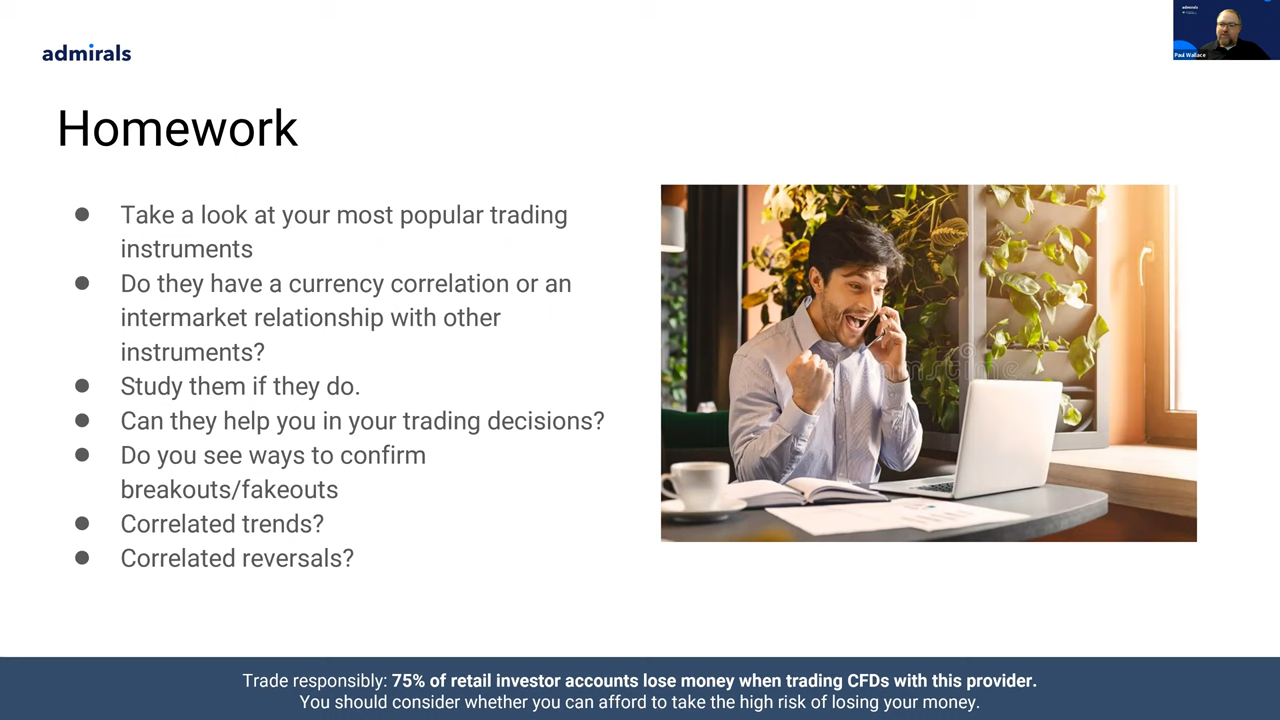 admirals
admirals
Paul Wallace
Homework
● Take a look at your most popular trading
instruments
● Do they have a currency correlation or an
intermarket relationship with other
instruments?
● Study them if they do.
● Can they help you in your trading decisions?
● Do you see ways to confirm
breakouts/fakeouts
● Correlated trends?
● Correlated reversals?
Trade responsibly: 75% of retail investor accounts lose money when trading CFDs with this provider.
You should consider whether you can afford to take the high risk of losing your money.